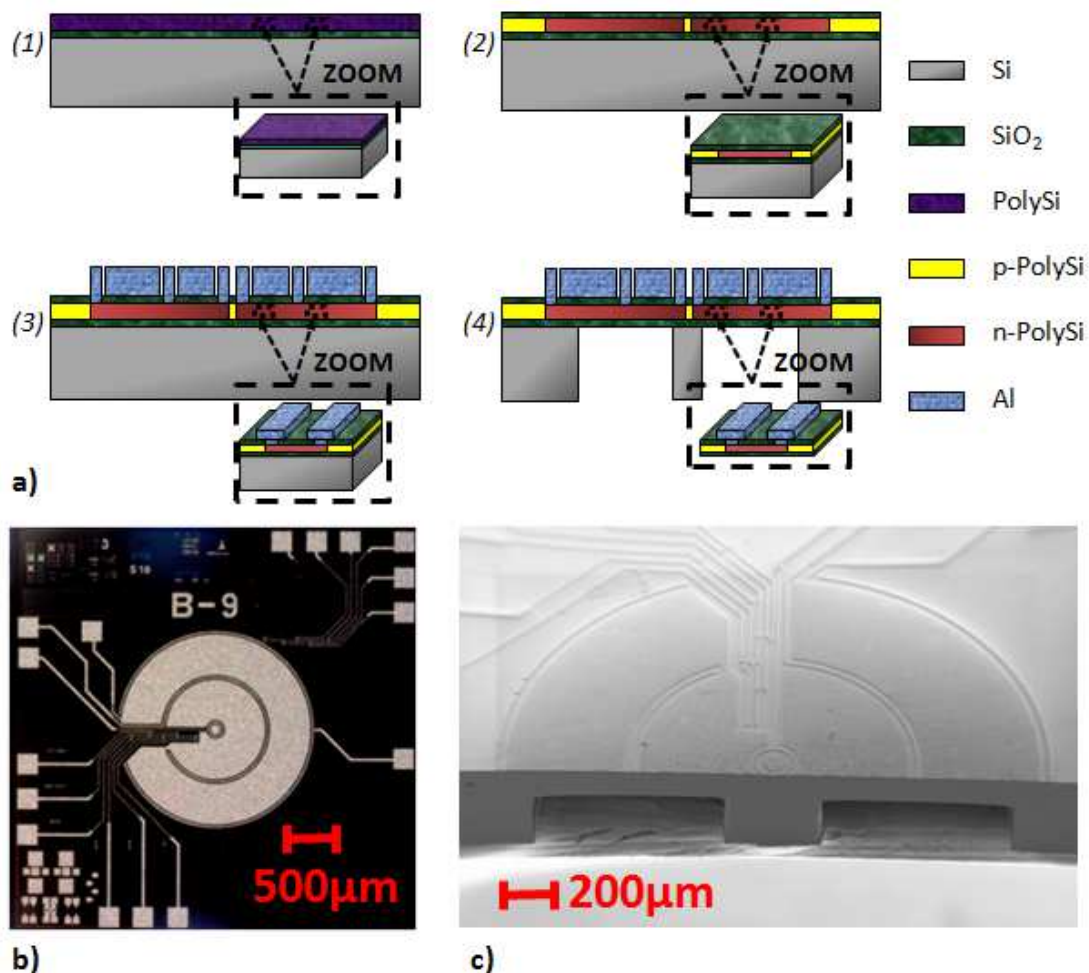 (1)
ZOOM
(2)
ZOOM
Si
SiO₂
PolySi
p-PolySi
n-PolySi
Al
(3)
ZOOM
(4)
ZOOM
a)
B-9
500μm
200μm
b)
c)